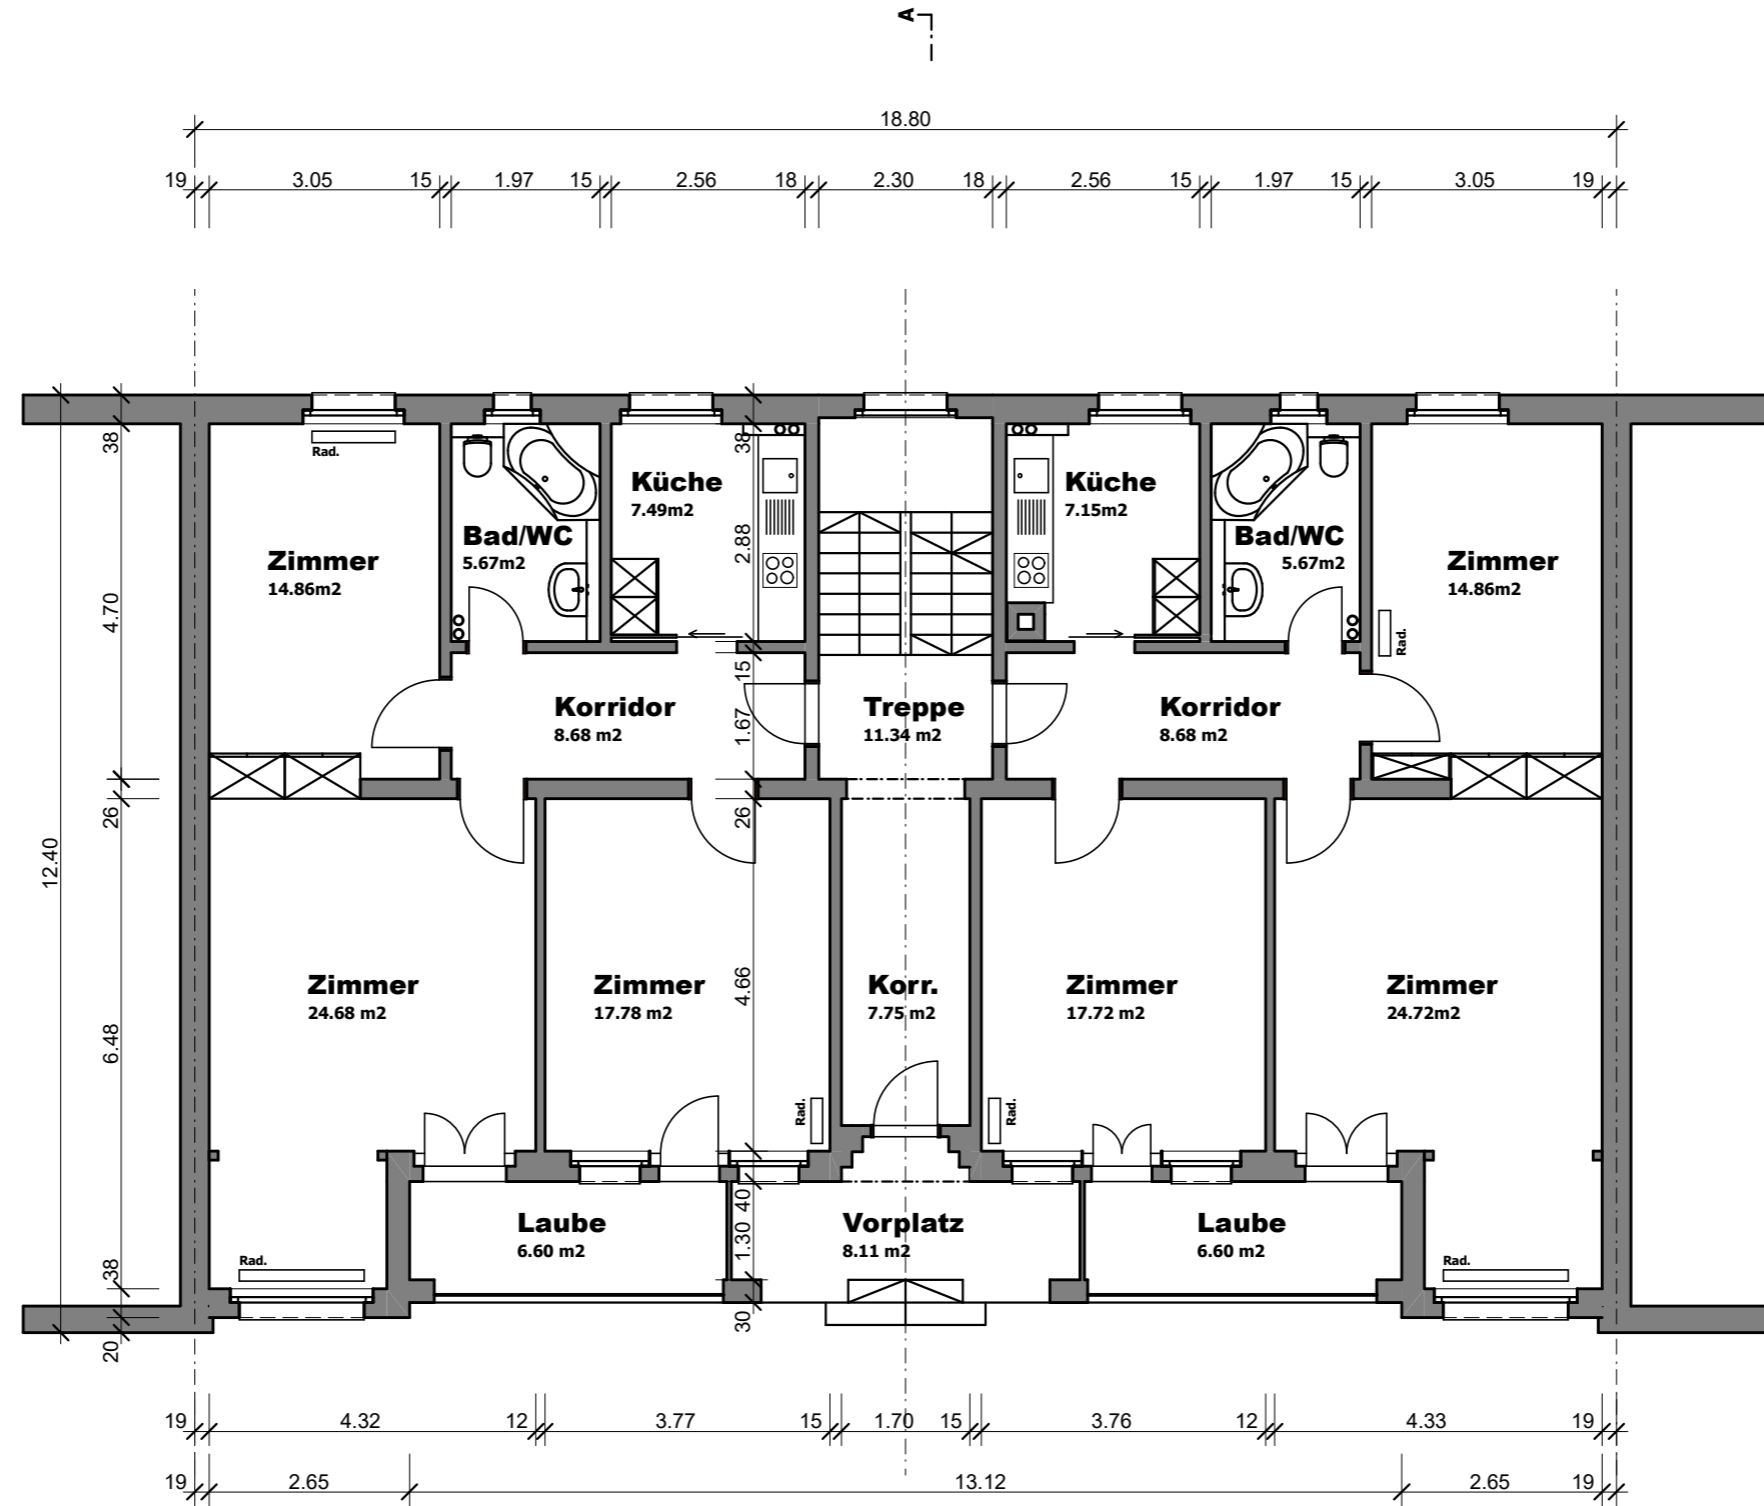 A
18.80
19 3.05 15 1.97 15 2.56 18 2.30 18 2.56 15 1.97 15 3.05 19
38
4.70
26
12.40
6.48
38
20
38
2.88
15
1.67
26
4.66
40
1.30
30
Rad.
Küche
7.49m2
Küche
7.15m2
Bad/WC
5.67m2
Bad/WC
5.67m2
Zimmer
14.86m2
Zimmer
14.86m2
Rad.
Korridor
8.68 m2
Treppe
11.34 m2
Korridor
8.68 m2
Zimmer
24.68 m2
Zimmer
17.78 m2
Korr.
7.75 m2
Zimmer
17.72 m2
Zimmer
24.72m2
Rad.
Rad.
Laube
6.60 m2
Vorplatz
8.11 m2
Laube
6.60 m2
Rad.
Rad.
19 4.32 12 3.77 15 1.70 15 3.76 12 4.33 19
19 2.65 13.12 2.65 19